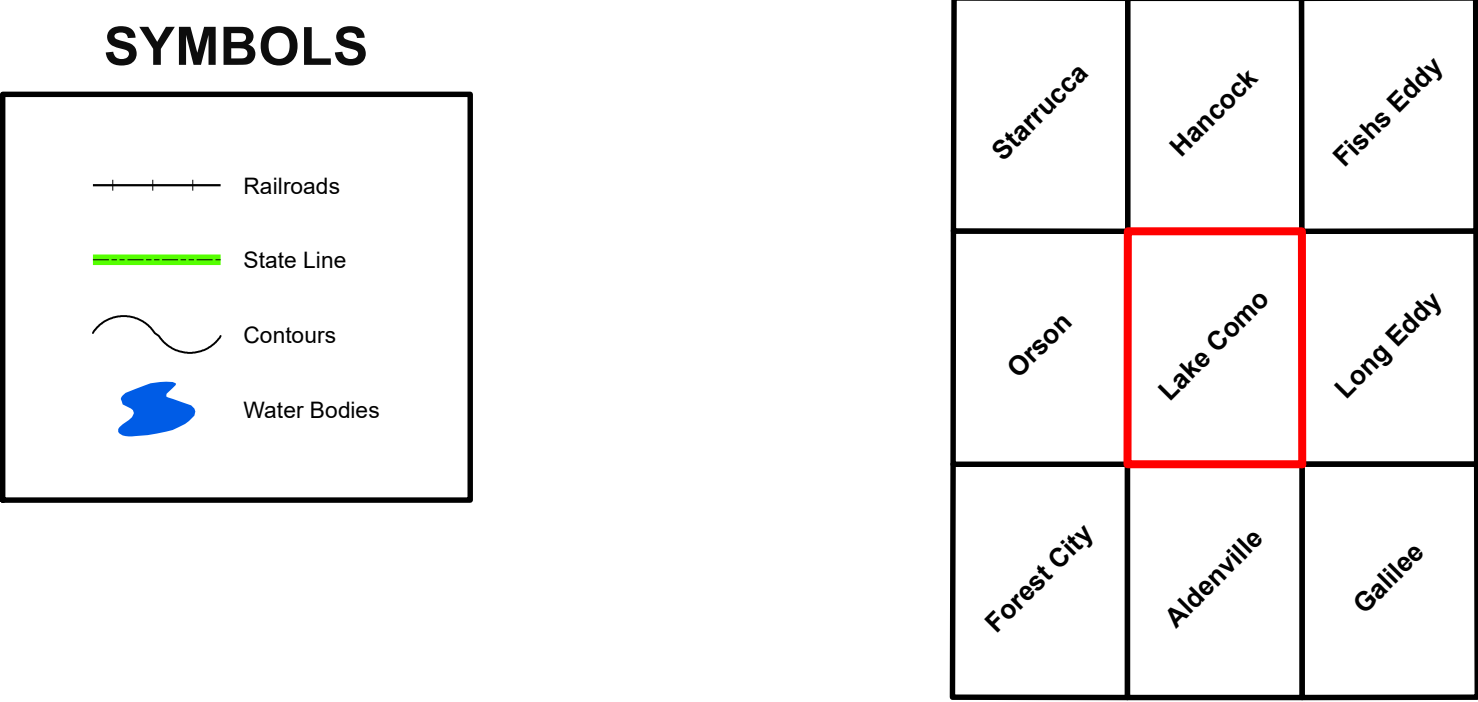 SYMBOLS
Railroads
State Line
Contours
Water Bodies
Starrucca
Hancock
Fishs Eddy
Orson
Lake Como
Long Eddy
Forest City
Aldenville
Galilee